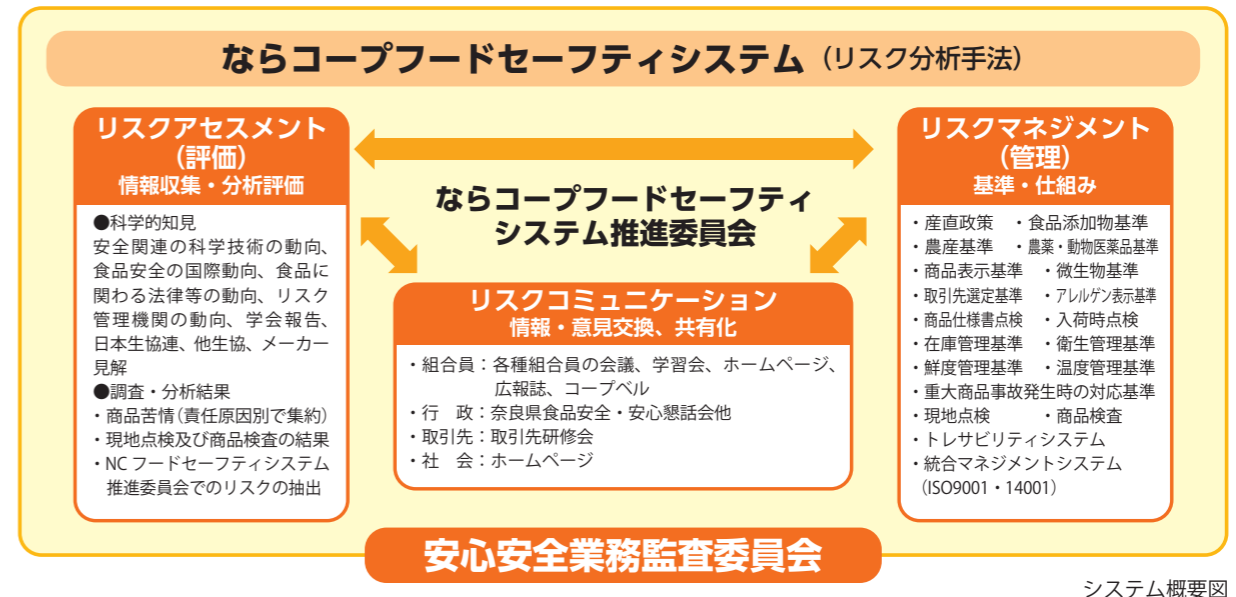 ならコープフードセーフティシステム（リスク分析手法）
リスクアセスメント
（評価）
情報収集・分析評価
●科学的知見
安全関連の科学技術の動向、
食品安全の国際動向、食品に
関わる法律等の動向、リスク
管理機関の動向、学会報告、
日本生協連、他生協、メーカー
見解
●調査・分析結果
・商品苦情（責任原因別で集約）
・現地点検及び商品検査の結果
・NCフードセーフティシステム
推進委員会でのリスクの抽出
ならコープフードセーフティ
システム推進委員会
リスクコミュニケーション
情報・意見交換、共有化
・組合員：各種組合員の会議、学習会、ホームページ、
広報誌、コープベル
・行　政：奈良県食品安全・安心懇話会他
・取引先：取引先研修会
・社　会：ホームページ
リスクマネジメント
（管理）
基準・仕組み
・産直政策　・食品添加物基準
・農産基準　・農薬・動物医薬品基準
・商品表示基準　・微生物基準
・取引先選定基準　・アレルゲン表示基準
・商品仕様書点検　・入荷時点検
・在庫管理基準　・衛生管理基準
・鮮度管理基準　・温度管理基準
・重大商品事故発生時の対応基準
・現地点検　・商品検査
・トレサビリティシステム
・統合マネジメントシステム
（ISO9001・14001）
安心安全業務監査委員会
システム概要図